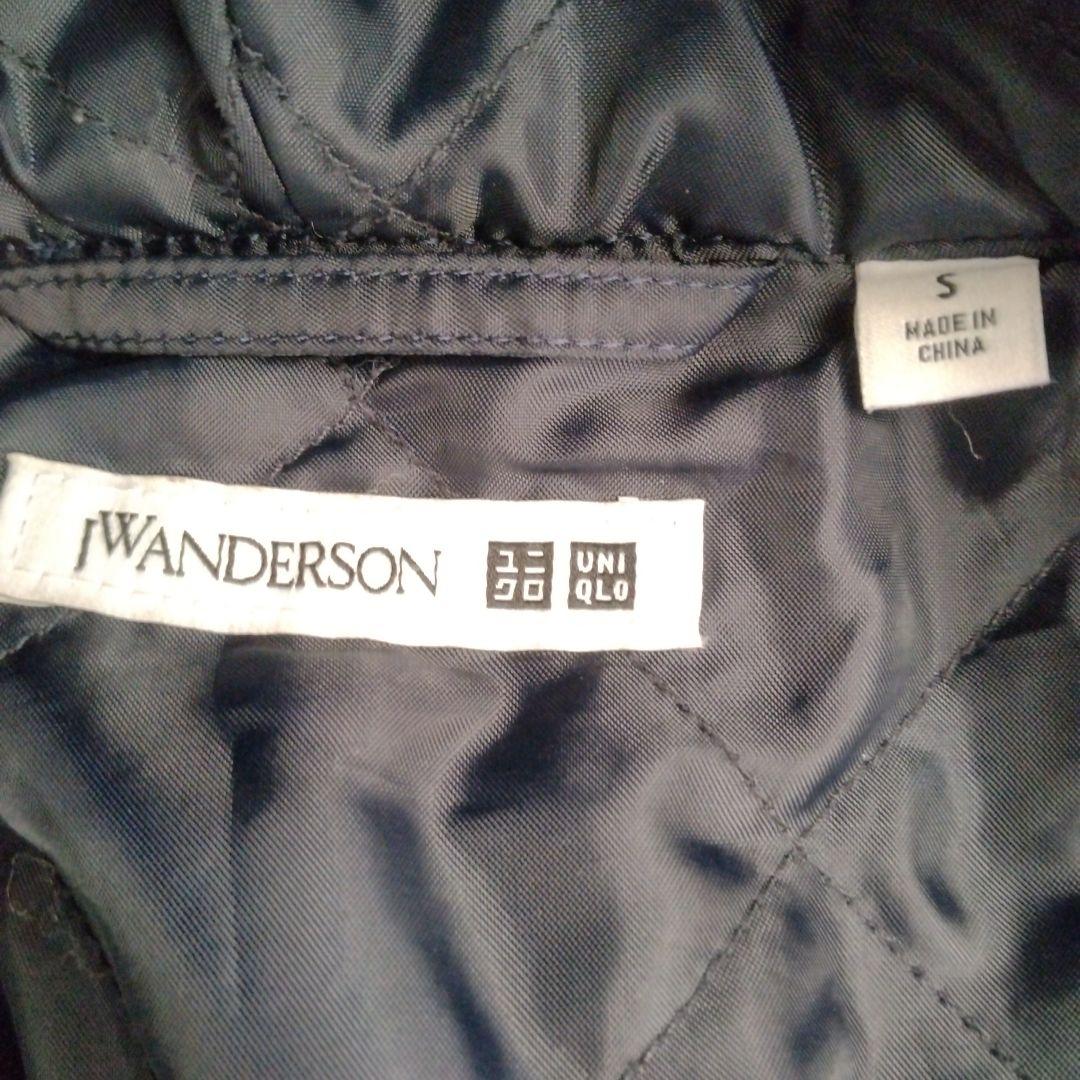 S
MADE IN
CHINA
JWANDERSON
ユニ
クロ
UNI
QLO